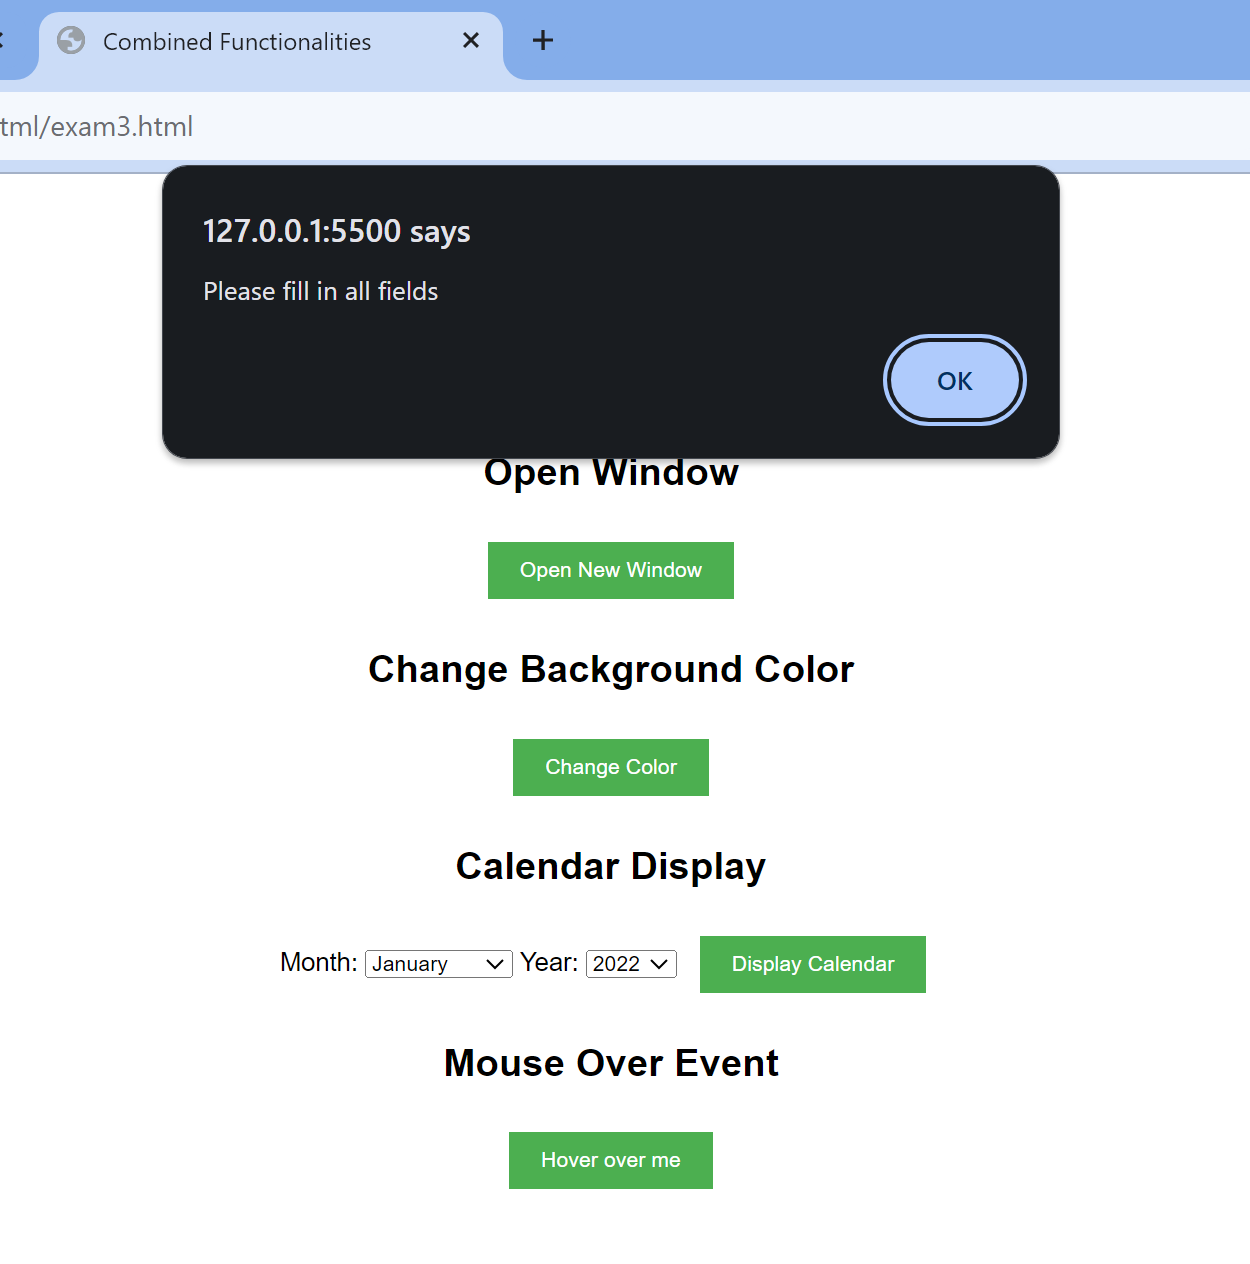 Combined Functionalities
tml/exam3.html
127.0.0.1:5500 says
Please fill in all fields
OK
Open Window
Open New Window
Change Background Color
Change Color
Calendar Display
Month: January Year: 2022 Display Calendar
Mouse Over Event
Hover over me